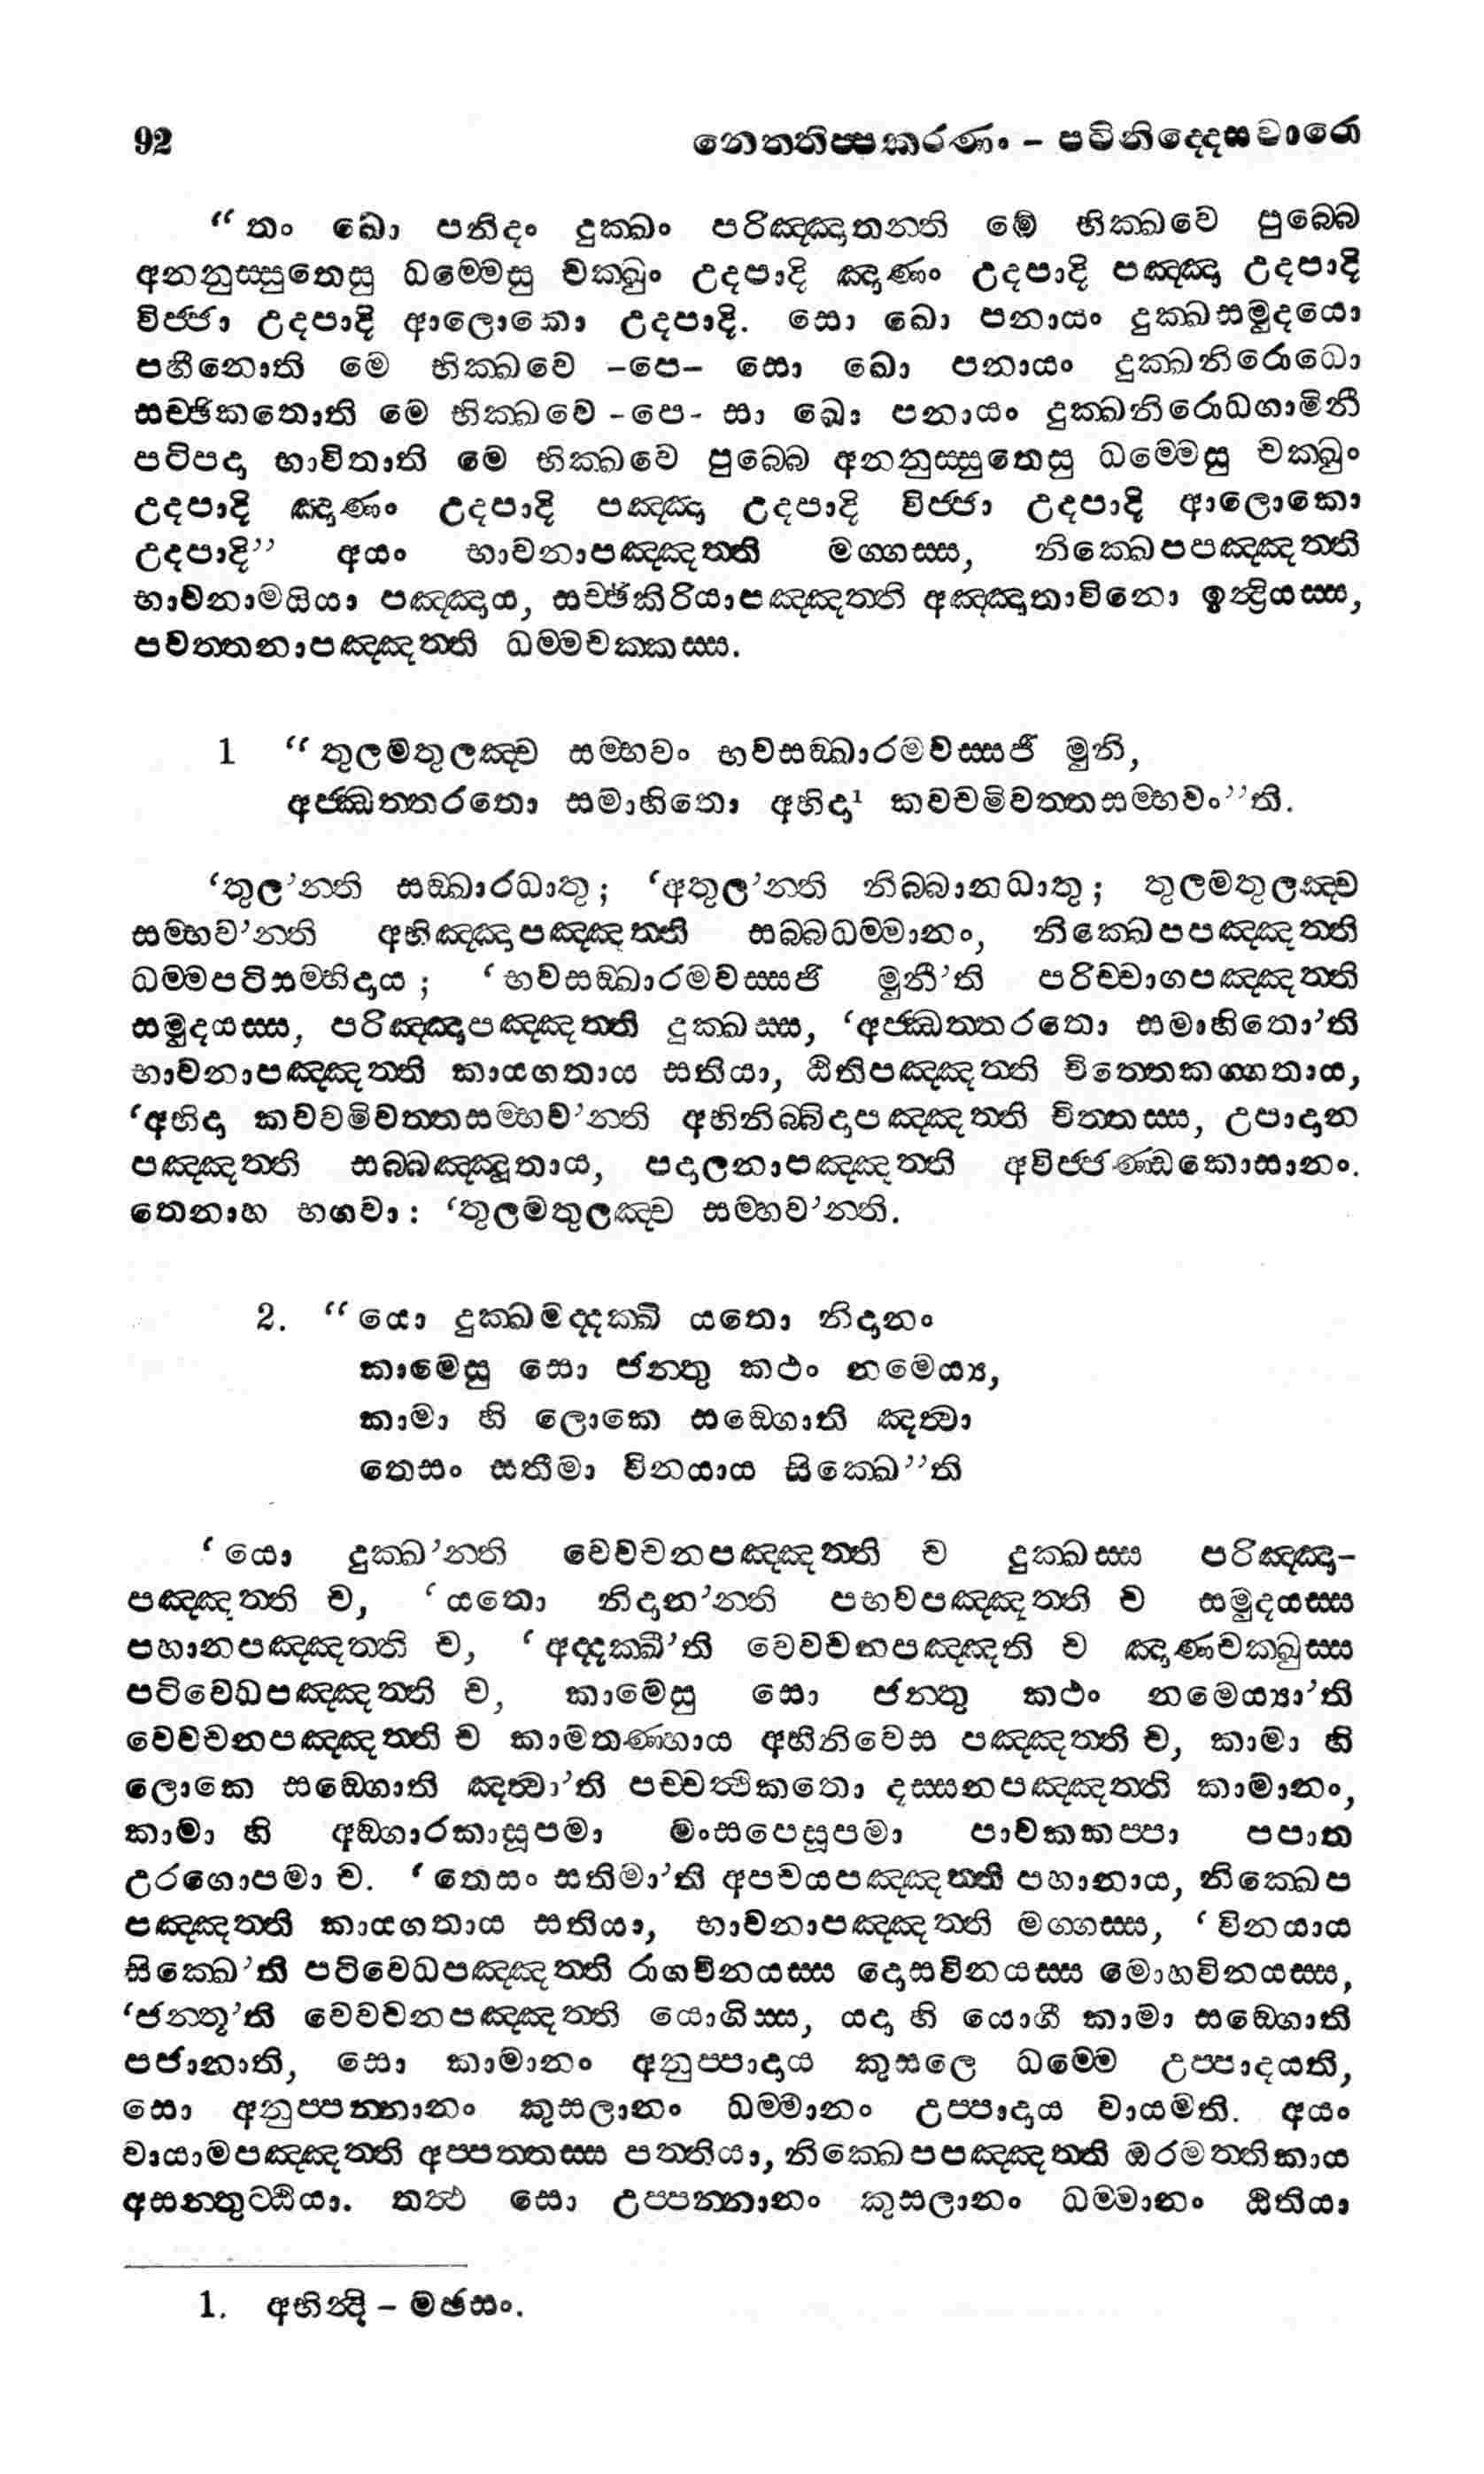 92 නෙත්තිප්පකරණං – පටිනිද්දෙසවාරො
“තං ඛො පනිදං දුක්ඛං පරිඤ්ඤාතන්ති මේ භික්ඛවෙ පුබ්බෙ
අනනුස්සුතෙසු ධම්මෙසු චක්ඛුං උදපාදි ඤාණං උදපාදි පඤ්ඤා උදපාදි
විජ්ජා උදපාදි ආලොකො උදපාදි. සො ඛො පනායං දුක්ඛසමුදයො
පහීනොති මෙ භික්ඛවෙ –පෙ– සො ඛො පනායං දුක්ඛනිරොධො
සච්ඡිකතොති මෙ භික්ඛවෙ -පෙ- සා ඛො පනායං දුක්ඛනිරොධගාමිනී
පටිපදා භාවිතාති මෙ භික්ඛවෙ පුබ්බෙ අනනුස්සුතෙසු ධම්මෙසු චක්ඛුං
උදපාදි ඤාණං උදපාදි පඤ්ඤා උදපාදි විජ්ජා උදපාදි ආලොකො
උදපාදි” අයං භාවනාපඤ්ඤත්ති මග්ගස්ස, නික්ඛෙපපඤ්ඤත්ති
භාවනාමයියා පඤ්ඤාය, සච්ඡිකිරියාපඤ්ඤත්ති අඤ්ඤාතාවිනො ඉන්ද්‍රියස්ස,
පවත්තනාපඤ්ඤත්ති ධම්මචක්කස්ස.
1 “තුලමතුලඤ්ච සම්භවං භවසඞ්ඛාරමවස්සජී මුනි,
අජ්ඣත්තරතො සමාහිතො අභිදා¹ කවචමිවත්තසම්භවං”ති.
‘තුල’න්ති සඞ්ඛාරධාතු; ‘අතුල’න්ති නිබ්බානධාතු; තුලමතුලඤ්ච
සම්භව’න්ති අභිඤ්ඤාපඤ්ඤත්ති සබ්බධම්මානං, නික්ඛෙපපඤ්ඤත්ති
ධම්මපටිසම්භිදාය; ‘භවසඞ්ඛාරමවස්සජි මුනී’ති පරිච්චාගපඤ්ඤත්ති
සමුදයස්ස, පරිඤ්ඤාපඤ්ඤත්ති දුක්ඛස්ස, ‘අජ්ඣත්තරතො සමාහිතො’ති
භාවනාපඤ්ඤත්ති කායගතාය සතියා, ඨිතිපඤ්ඤත්ති චිත්තෙකග්ගතාය,
‘අභිදා කවචමිවත්තසම්භව’න්ති අභිනිබ්බිදාපඤ්ඤත්ති චිත්තස්ස, උපාදාන
පඤ්ඤත්ති සබ්බඤ්ඤුතාය, පදාලනාපඤ්ඤත්ති අවිජ්ජණ්ඩකොසානං.
තෙනාහ භගවා: ‘තුලමතුලඤ්ච සම්භව’න්ති.
2. “යො දුක්ඛමද්දක්ඛි යතො නිදානං
කාමෙසු සො ජන්තු කථං නමෙය්‍ය,
කාමා හි ලොකෙ සඞ්ගොති ඤත්වා
තෙසං සතීමා විනයාය සික්ඛෙ”ති
‘යො දුක්ඛ’න්ති වෙවචනපඤ්ඤත්ති ච දුක්ඛස්ස පරිඤ්ඤා-
පඤ්ඤත්ති ච, ‘යතො නිදාන’න්ති පභවපඤ්ඤත්ති ච සමුදයස්ස
පහානපඤ්ඤත්ති ච, ‘අද්දක්ඛී’ති වෙවචනපඤ්ඤති ච ඤාණචක්ඛුස්ස
පටිවෙධපඤ්ඤත්ති ච, කාමෙසු සො ජන්තු කථං නමෙය්‍යා’ති
වෙවචනපඤ්ඤත්ති ච කාමතණ්හාය අභිනිවෙස පඤ්ඤත්ති ච, කාමා හි
ලොකෙ සඞ්ගොති ඤත්වා’ති පච්චත්ථිකතො දස්සනපඤ්ඤත්ති කාමානං,
කාමා හි අඞ්ගාරකාසූපමා මංසපෙසූපමා පාවකකප්පා පපාත
උරගොපමා ච. ‘තෙසං සතිමා’ති අපචයපඤ්ඤත්ති පහානාය, නික්ඛෙප
පඤ්ඤත්ති කායගතාය සතියා, භාවනාපඤ්ඤත්ති මග්ගස්ස, ‘විනයාය
සික්ඛෙ’ති පටිවෙධපඤ්ඤත්ති රාගවිනයස්ස දොසවිනයස්ස මොහවිනයස්ස,
‘ජන්තූ’ති වෙවචනපඤ්ඤත්ති යොගිස්ස, යදා හි යොගී කාමා සඞ්ගොති
පජානාති, සො කාමානං අනුප්පාදාය කුසලෙ ධම්මෙ උප්පාදයති,
සො අනුප්පන්නානං කුසලානං ධම්මානං උප්පාදාය වායමති. අයං
වායාමපඤ්ඤත්ති අප්පත්තස්ස පත්තියා, නික්ඛෙපපඤ්ඤත්ති ඔරමත්තිකාය
අසන්තුට්ඨියා. තත්‍ථ සො උප්පන්නානං කුසලානං ධම්මානං ඨිතියා
1. අභින්දි – මඡසං.